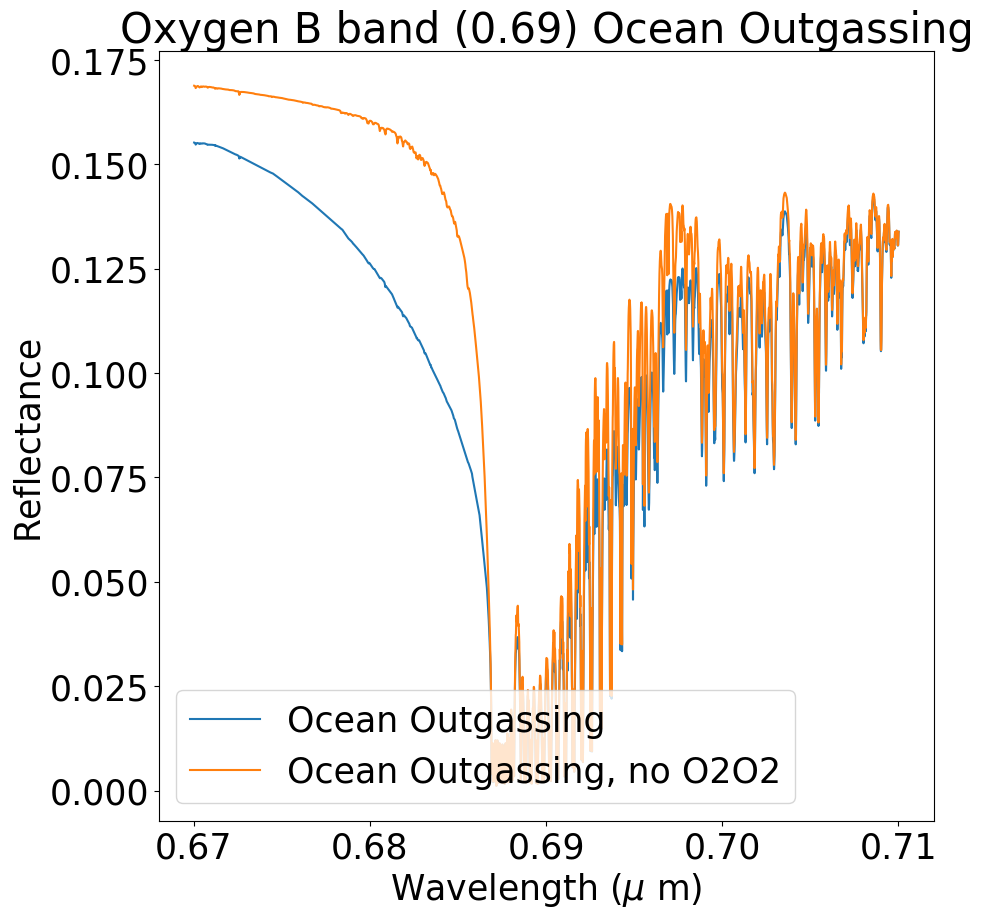 Oxygen B band (0.69) Ocean Outgassing
0.175
0.150
0.125
0.100
0.075
0.050
0.025
0.000
Reflectance
Ocean Outgassing
Ocean Outgassing, no O2O2
0.67 0.68 0.69 0.70 0.71
Wavelength (μ m)